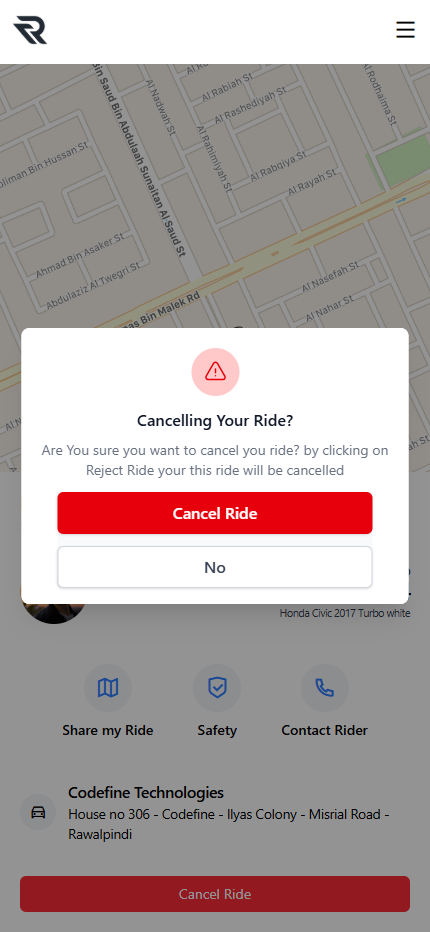 Al Nadwah St
Al Rabiah St
Al Rashediyah St
Al Rodhaima St
Bin Saud Bin Abdulaah Sunaitan Al Saud St
Al Rahimiyah St
oliman Bin Hussan St
Al Rabqiya St
Al Rayah St
Ahmad Bin Asaker St
Abdulaziz Al Twegri St
Al Nasefah St
Al Nahar St
nas Bin Malek Rd
Cancelling Your Ride?
Are You sure you want to cancel you ride? by clicking on
Reject Ride your this ride will be cancelled
Cancel Ride
No
Honda Civic 2017 Turbo white
Share my Ride
Safety
Contact Rider
Codefine Technologies
House no 306 - Codefine - Ilyas Colony - Misrial Road -
Rawalpindi
Cancel Ride